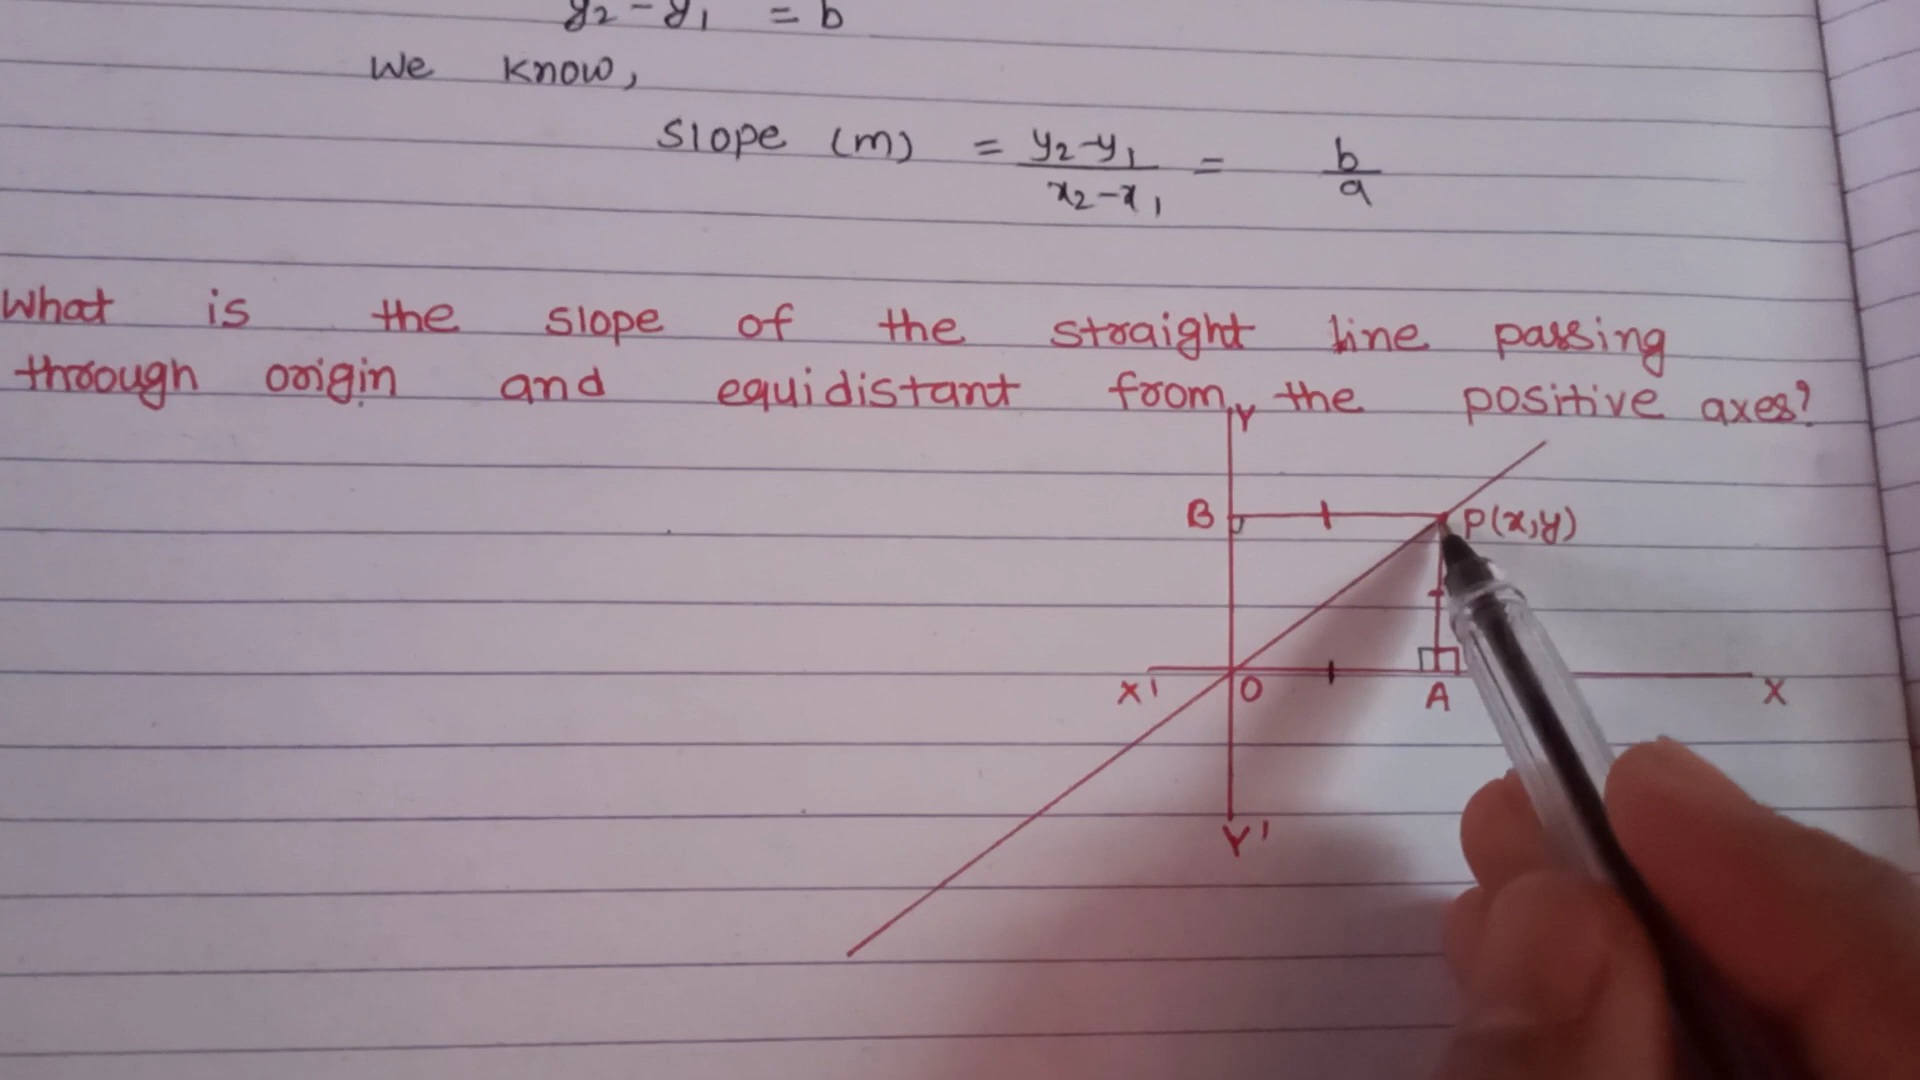 y₂ - y₁ = b
We know,
Slope (m) = y₂-y₁ / x₂-x₁ = b / a
What is the slope of the straight line passing
through origin and equidistant from the positive axes?
Y
B
P(x,y)
X' O A X
Y'